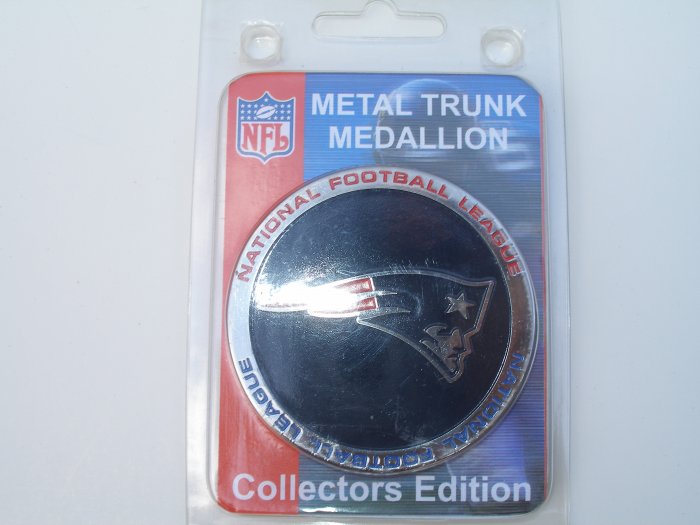 NFL
METAL TRUNK
MEDALLION
NATIONAL FOOTBALL LEAGUE
NATIONAL FOOTBALL LEAGUE
Collectors Edition